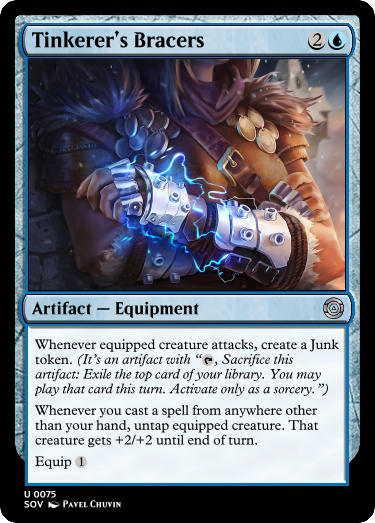 Tinkerer's Bracers 2
Artifact — Equipment
Whenever equipped creature attacks, create a Junk
token. (It's an artifact with “, Sacrifice this
artifact: Exile the top card of your library. You may
play that card this turn. Activate only as a sorcery.”)
Whenever you cast a spell from anywhere other
than your hand, untap equipped creature. That
creature gets +2/+2 until end of turn.
Equip 1
U 0075
SOV Pavel Chuvin